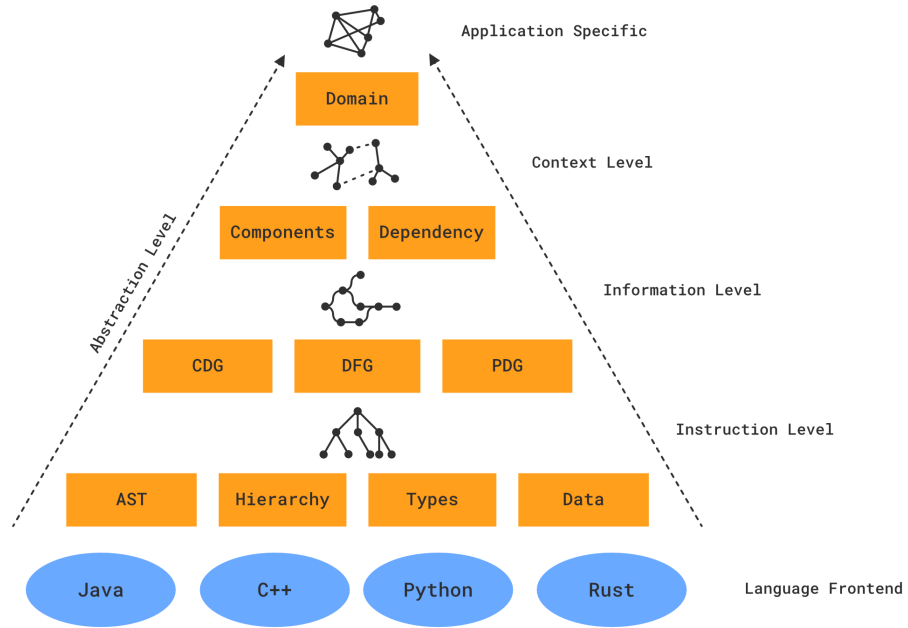 Application Specific
Domain
Context Level
Components
Dependency
Abstraction Level
Information Level
CDG
DFG
PDG
Instruction Level
AST
Hierarchy
Types
Data
Java
C++
Python
Rust
Language Frontend